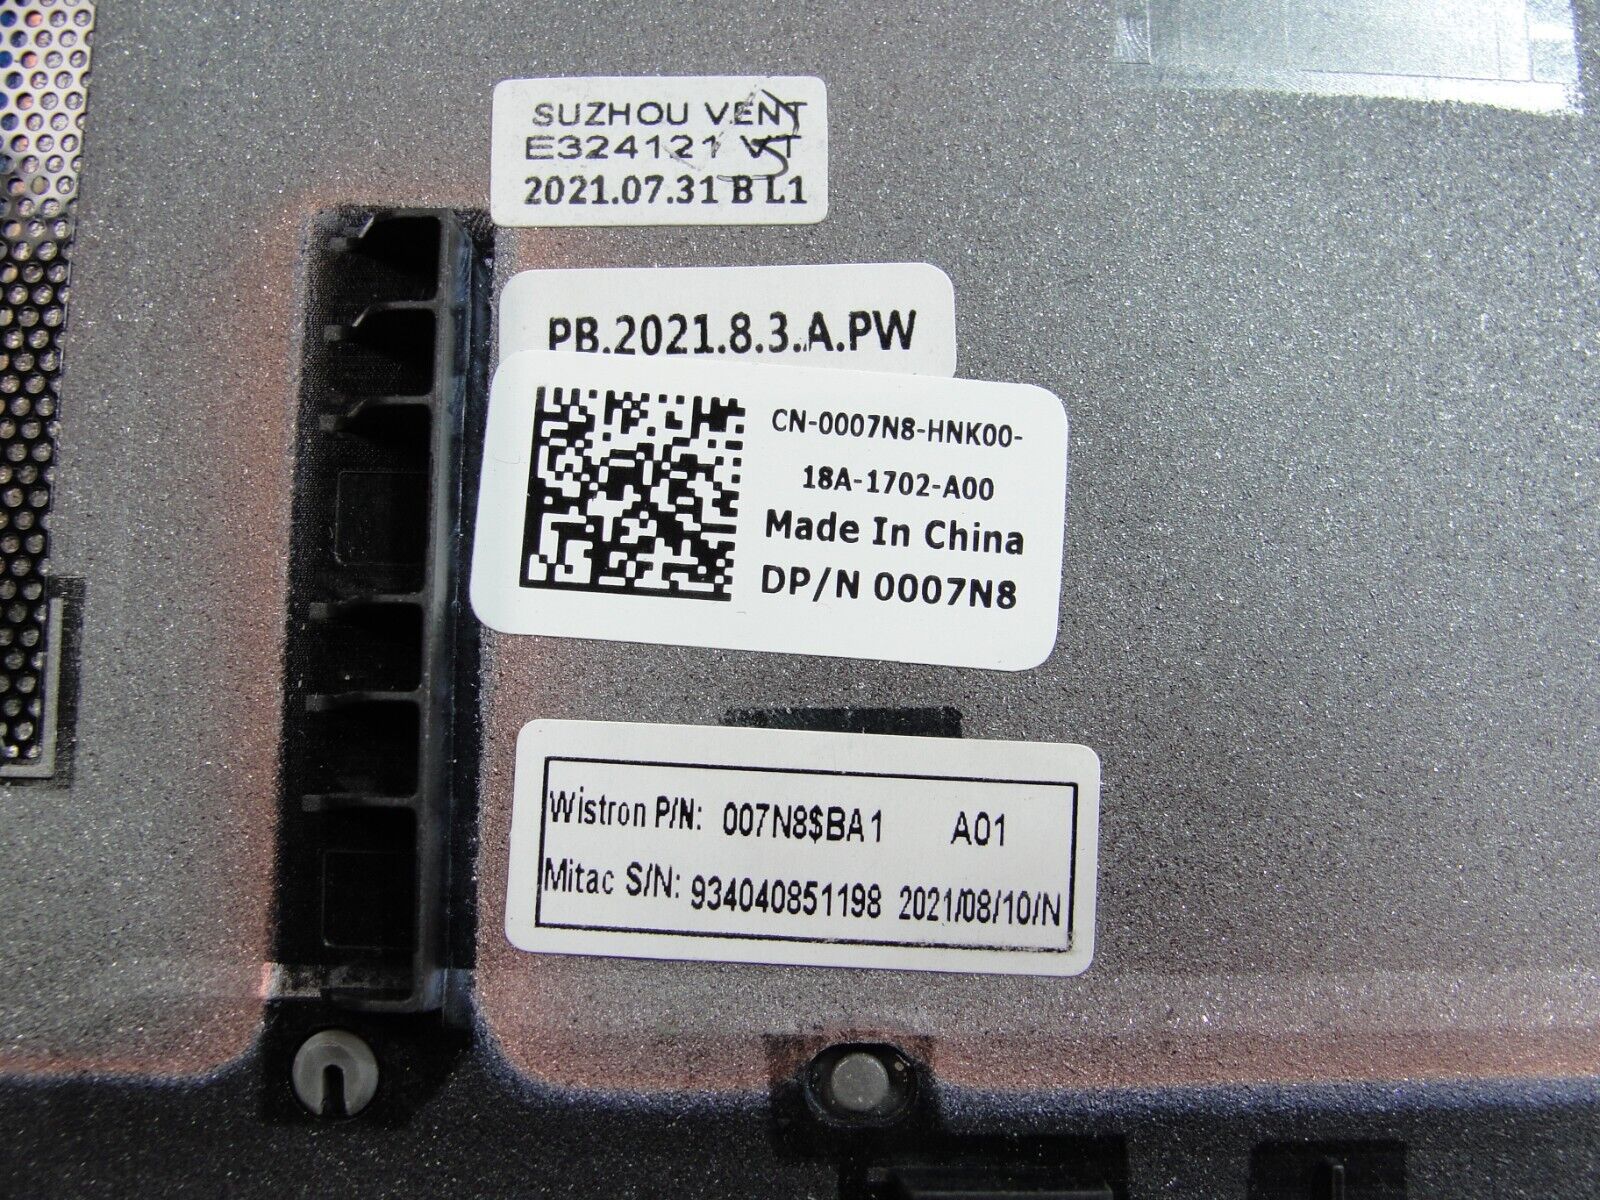 SUZHOU VENT
E324121 VT
2021.07.31 B L1
PB.2021.8.3.A.PW
CN-0007N8-HNK00-
18A-1702-A00
Made In China
DP/N 0007N8
Wistron P/N: 007N8$BA1 A01
Mitac S/N: 934040851198 2021/08/10/N